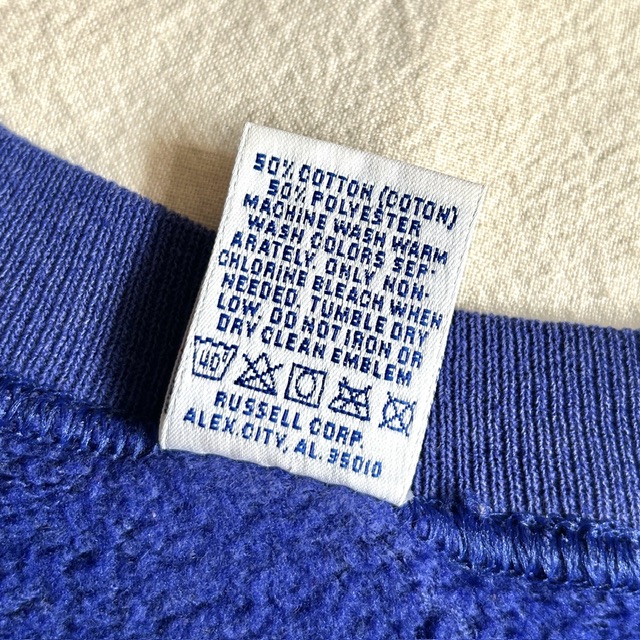 50% COTTON (COTON)
50% POLYESTER
MACHINE WASH WARM
WASH COLORS SEP-
ARATELY, ONLY NON-
CHLORINE BLEACH WHEN
NEEDED, TUMBLE DRY
LOW, DO NOT IRON OR
DRY CLEAN EMBLEM
40°
RUSSELL CORP.
ALEX.CITY, AL. 35010